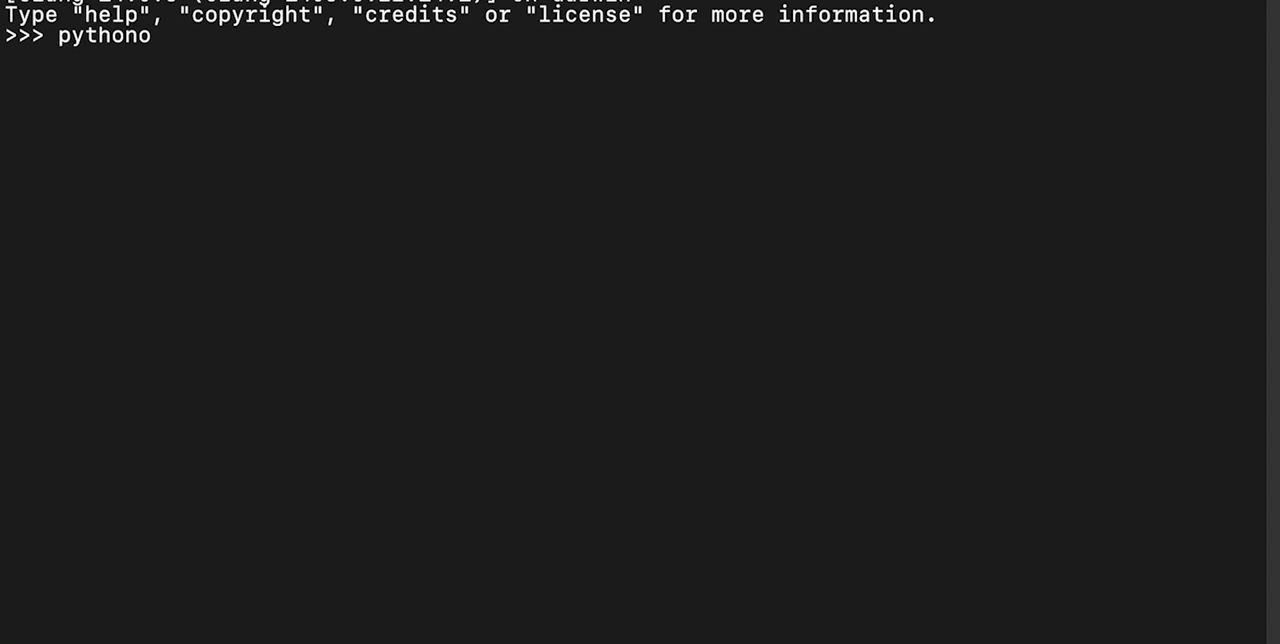 Type "help", "copyright", "credits" or "license" for more information.
>>> pythono